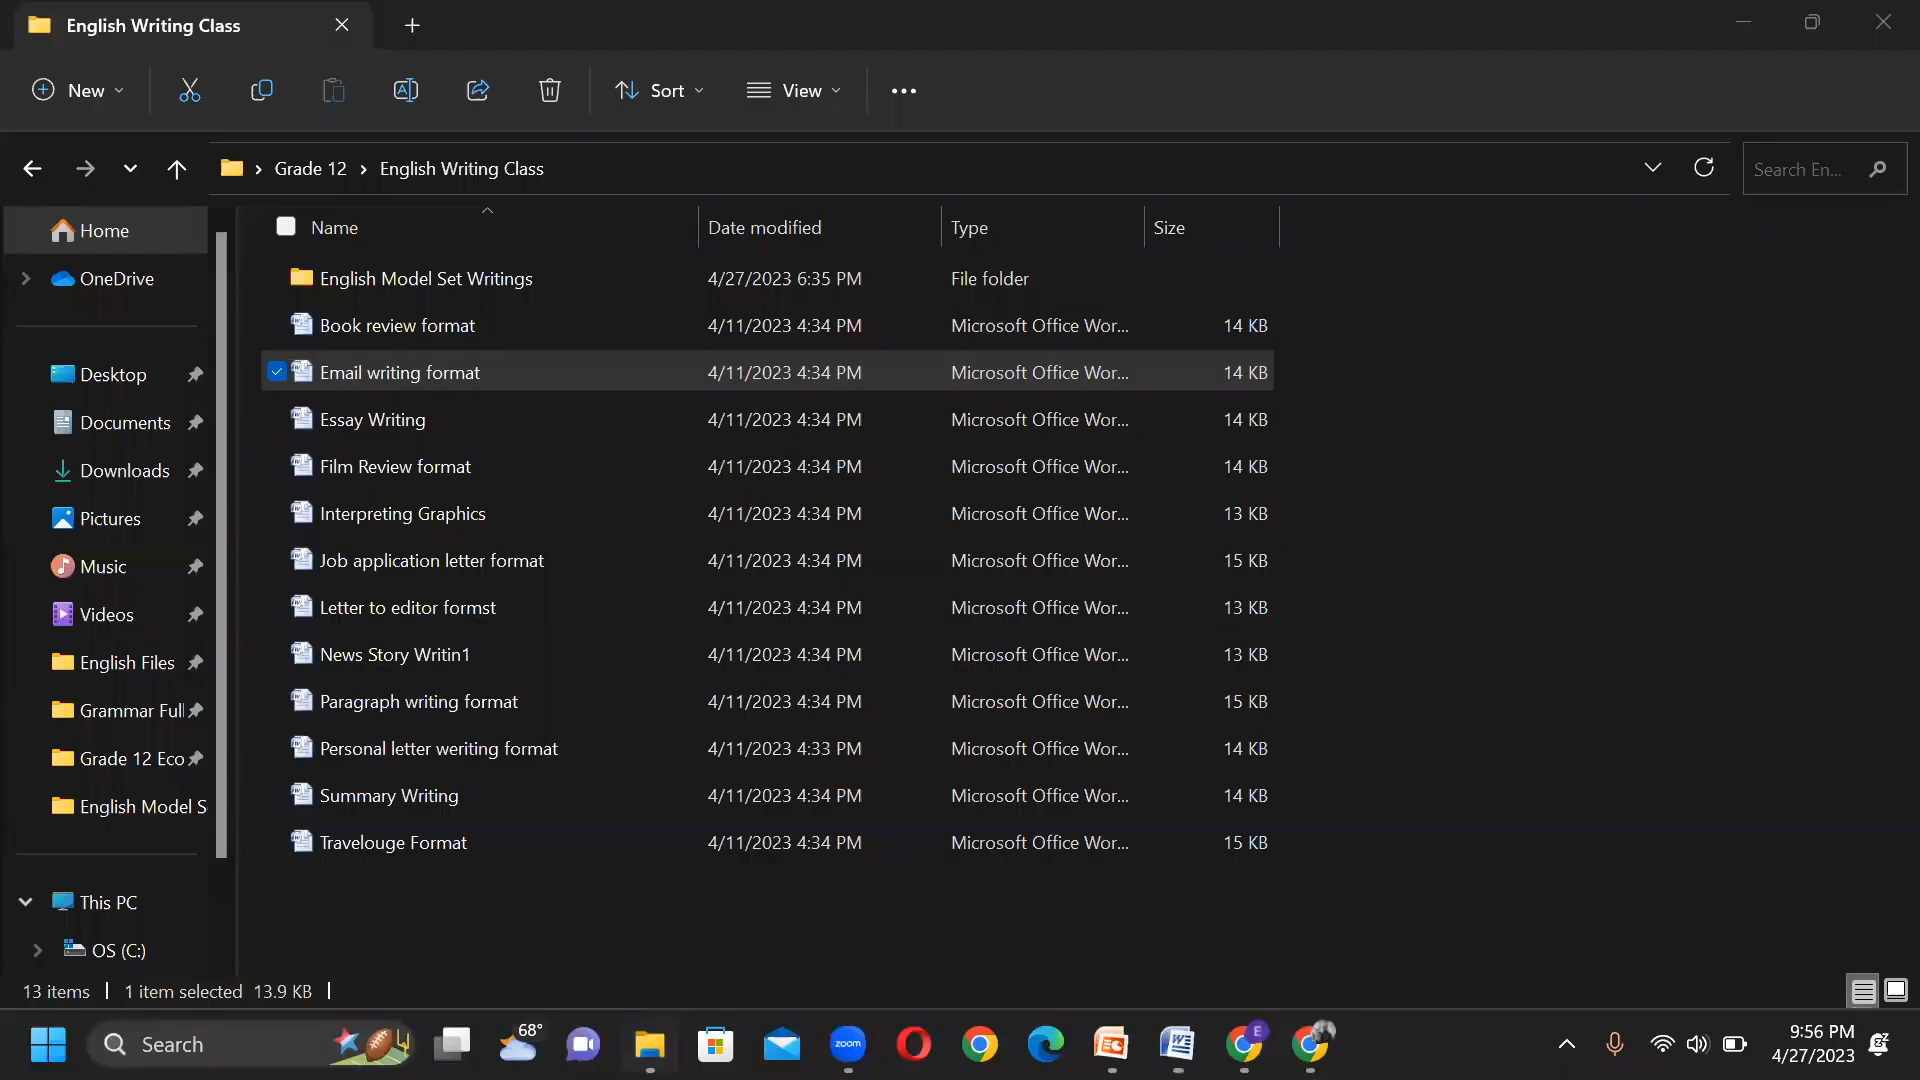 English Writing Class
New
Sort
View
Grade 12
English Writing Class
Search En...
Home
OneDrive
Desktop
Documents
Downloads
Pictures
Music
Videos
English Files
Grammar Full
Grade 12 Eco
English Model S
This PC
OS (C:)
Name Date modified Type Size
English Model Set Writings 4/27/2023 6:35 PM File folder
Book review format 4/11/2023 4:34 PM Microsoft Office Wor... 14 KB
Email writing format 4/11/2023 4:34 PM Microsoft Office Wor... 14 KB
Essay Writing 4/11/2023 4:34 PM Microsoft Office Wor... 14 KB
Film Review format 4/11/2023 4:34 PM Microsoft Office Wor... 14 KB
Interpreting Graphics 4/11/2023 4:34 PM Microsoft Office Wor... 13 KB
Job application letter format 4/11/2023 4:34 PM Microsoft Office Wor... 15 KB
Letter to editor formst 4/11/2023 4:34 PM Microsoft Office Wor... 13 KB
News Story Writin1 4/11/2023 4:34 PM Microsoft Office Wor... 13 KB
Paragraph writing format 4/11/2023 4:34 PM Microsoft Office Wor... 15 KB
Personal letter weriting format 4/11/2023 4:33 PM Microsoft Office Wor... 14 KB
Summary Writing 4/11/2023 4:34 PM Microsoft Office Wor... 14 KB
Travelouge Format 4/11/2023 4:34 PM Microsoft Office Wor... 15 KB
13 items 1 item selected 13.9 KB
Search
68°
zoom
E
9:56 PM
4/27/2023